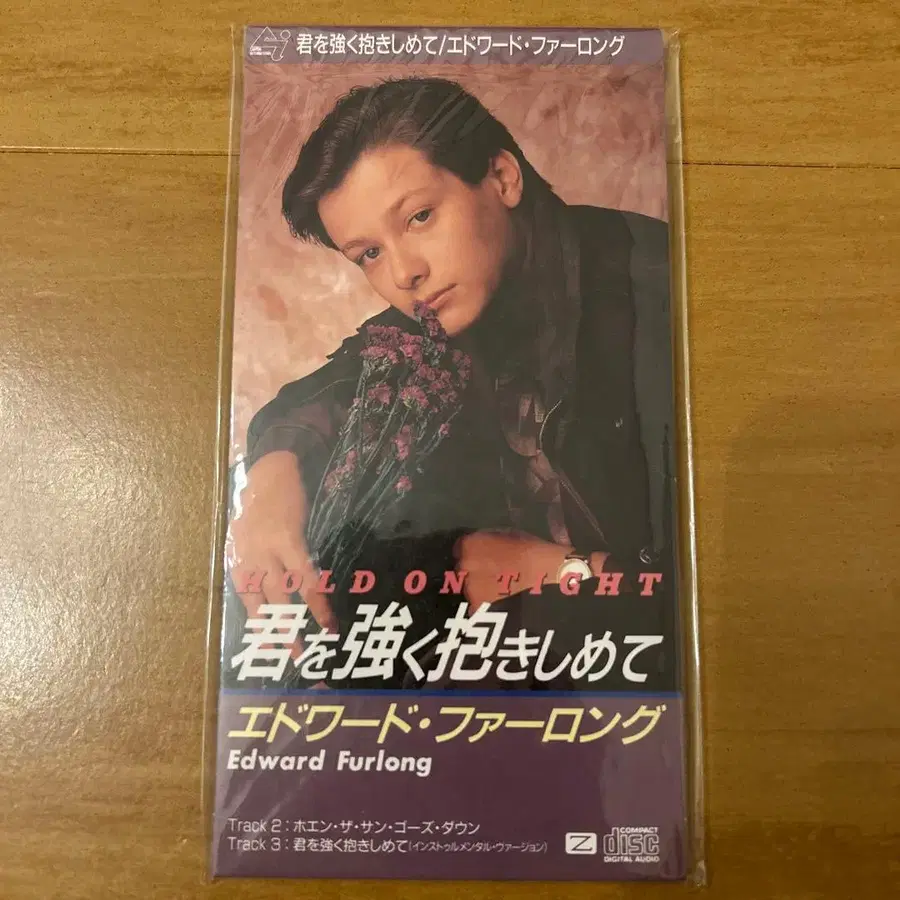 君を強く抱きしめて/エドワード・ファーロング
HOLD ON TIGHT
君を強く抱きしめて
エドワード・ファーロング
Edward Furlong
Track 2：ホエン・ザ・サン・ゴーズ・ダウン
Track 3：君を強く抱きしめて(インストゥルメンタル・ヴァージョン)
Z
COMPACT
disc
DIGITAL AUDIO